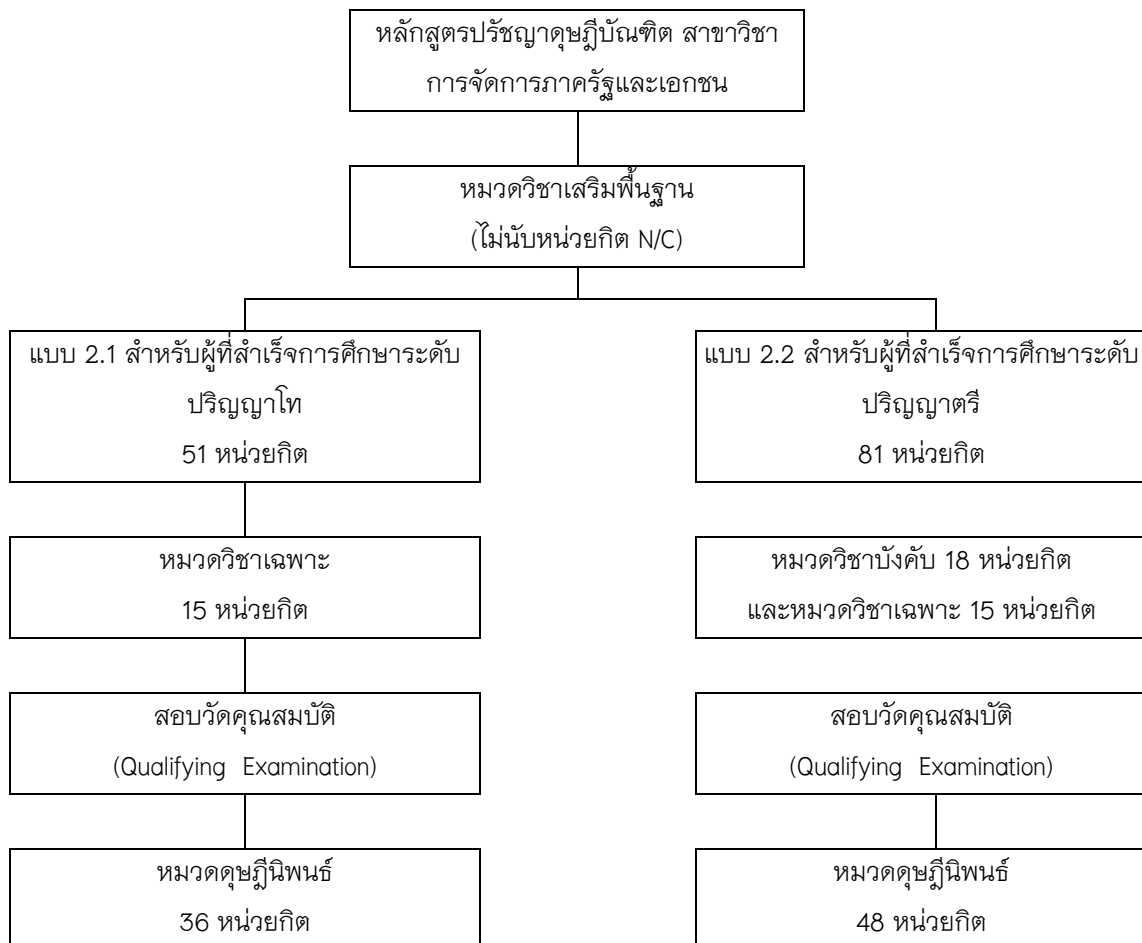 หลักสูตรปรัชญาดุษฎีบัณฑิต สาขาวิชา
การจัดการภาครัฐและเอกชน
หมวดวิชาเสริมพื้นฐาน
(ไม่นับหน่วยกิต N/C)
แบบ 2.1 สำหรับผู้ที่สำเร็จการศึกษาระดับ
ปริญญาโท
51 หน่วยกิต
หมวดวิชาเฉพาะ
15 หน่วยกิต
สอบวัดคุณสมบัติ
(Qualifying Examination)
หมวดดุษฎีนิพนธ์
36 หน่วยกิต
แบบ 2.2 สำหรับผู้ที่สำเร็จการศึกษาระดับ
ปริญญาตรี
81 หน่วยกิต
หมวดวิชาบังคับ 18 หน่วยกิต
และหมวดวิชาเฉพาะ 15 หน่วยกิต
สอบวัดคุณสมบัติ
(Qualifying Examination)
หมวดดุษฎีนิพนธ์
48 หน่วยกิต